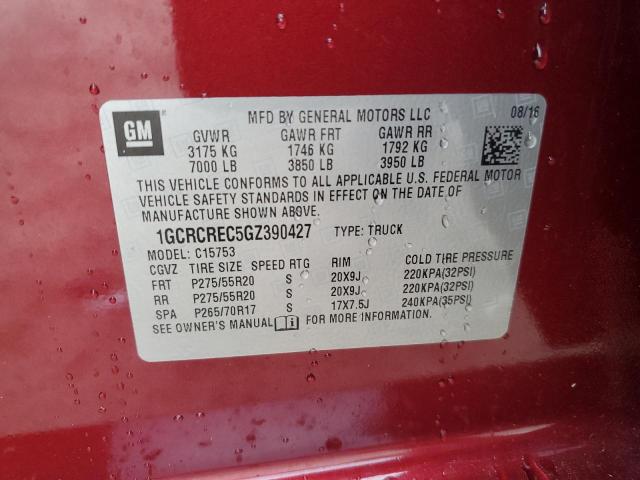 GM
MFD BY GENERAL MOTORS LLC 08/16
GVWR GAWR FRT GAWR RR
3175 KG 1746 KG 1792 KG
7000 LB 3850 LB 3950 LB
THIS VEHICLE CONFORMS TO ALL APPLICABLE U.S. FEDERAL MOTOR
VEHICLE SAFETY STANDARDS IN EFFECT ON THE DATE OF
MANUFACTURE SHOWN ABOVE.
1GCRCREC5GZ390427 TYPE: TRUCK
MODEL: C15753
CGVZ TIRE SIZE SPEED RTG RIM COLD TIRE PRESSURE
FRT P275/55R20 S 20X9J 220KPA(32PSI)
RR P275/55R20 S 20X9J 220KPA(32PSI)
SPA P265/70R17 S 17X7.5J 240KPA(35PSI)
SEE OWNER'S MANUAL FOR MORE INFORMATION.